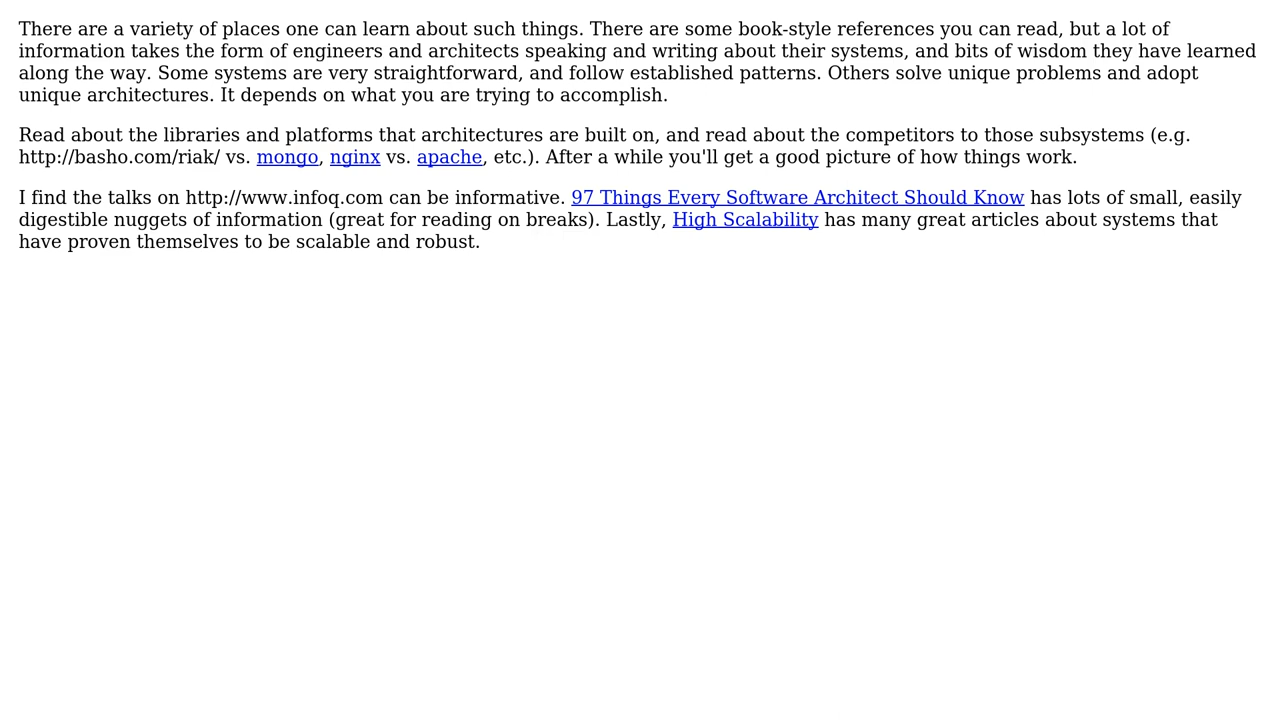 There are a variety of places one can learn about such things. There are some book-style references you can read, but a lot of
information takes the form of engineers and architects speaking and writing about their systems, and bits of wisdom they have learned
along the way. Some systems are very straightforward, and follow established patterns. Others solve unique problems and adopt
unique architectures. It depends on what you are trying to accomplish.
Read about the libraries and platforms that architectures are built on, and read about the competitors to those subsystems (e.g.
http://basho.com/riak/ vs. mongo, nginx vs. apache, etc.). After a while you'll get a good picture of how things work.
I find the talks on http://www.infoq.com can be informative. 97 Things Every Software Architect Should Know has lots of small, easily
digestible nuggets of information (great for reading on breaks). Lastly, High Scalability has many great articles about systems that
have proven themselves to be scalable and robust.